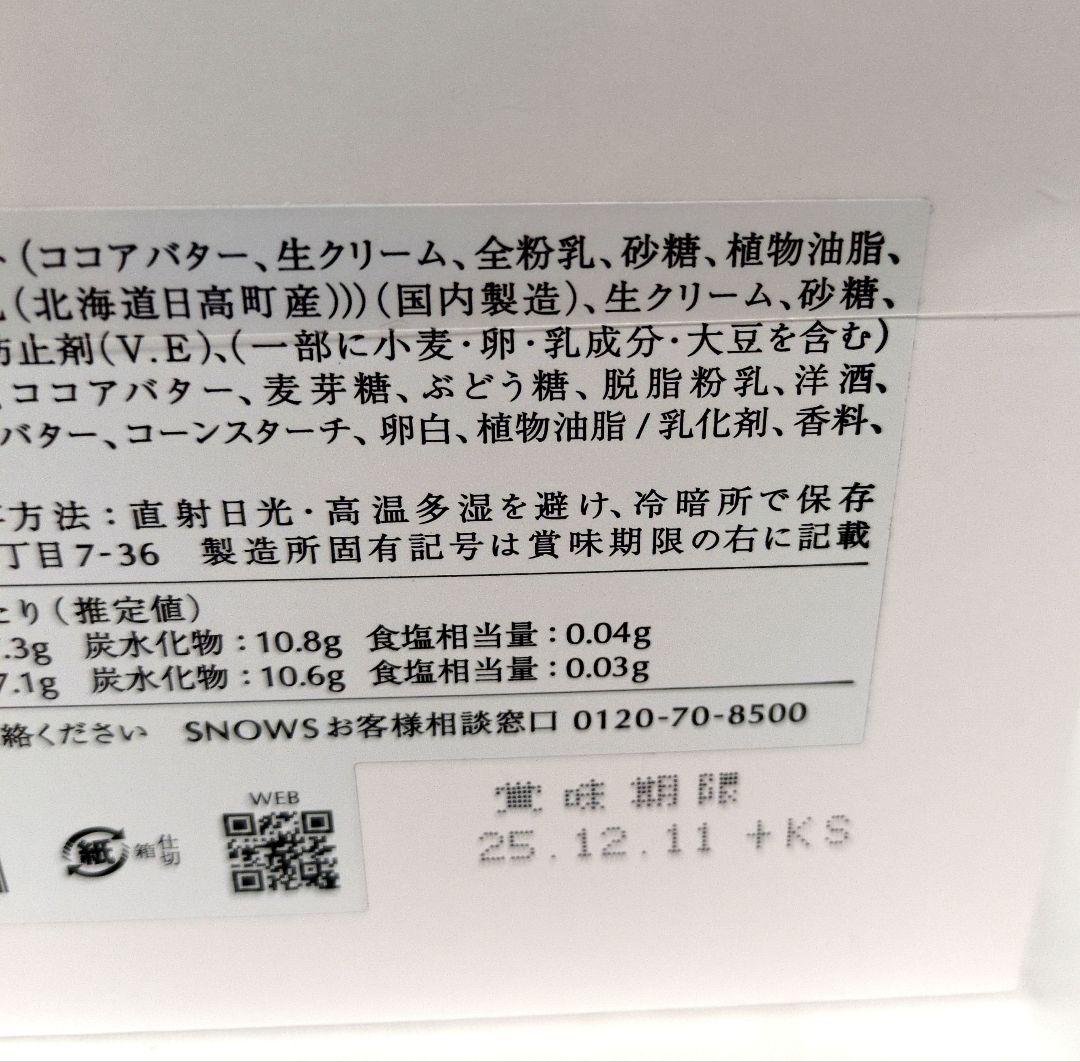 (ココアバター、生クリーム、全粉乳、砂糖、植物油脂、
(北海道日高町産)))(国内製造)、生クリーム、砂糖、
防止剤(V.E)、(一部に小麦・卵・乳成分・大豆を含む)
ココアバター、麦芽糖、ぶどう糖、脱脂粉乳、洋酒、
バター、コーンスターチ、卵白、植物油脂/乳化剤、香料、
方法:直射日光・高温多湿を避け、冷暗所で保存
丁目7-36 製造所固有記号は賞味期限の右に記載
たり(推定値)
.3g 炭水化物:10.8g 食塩相当量:0.04g
7.1g 炭水化物:10.6g 食塩相当量:0.03g
絡ください SNOWSお客様相談窓口 0120-70-8500
WEB
紙 箱 仕切
賞味期限
25.12.11 +KS